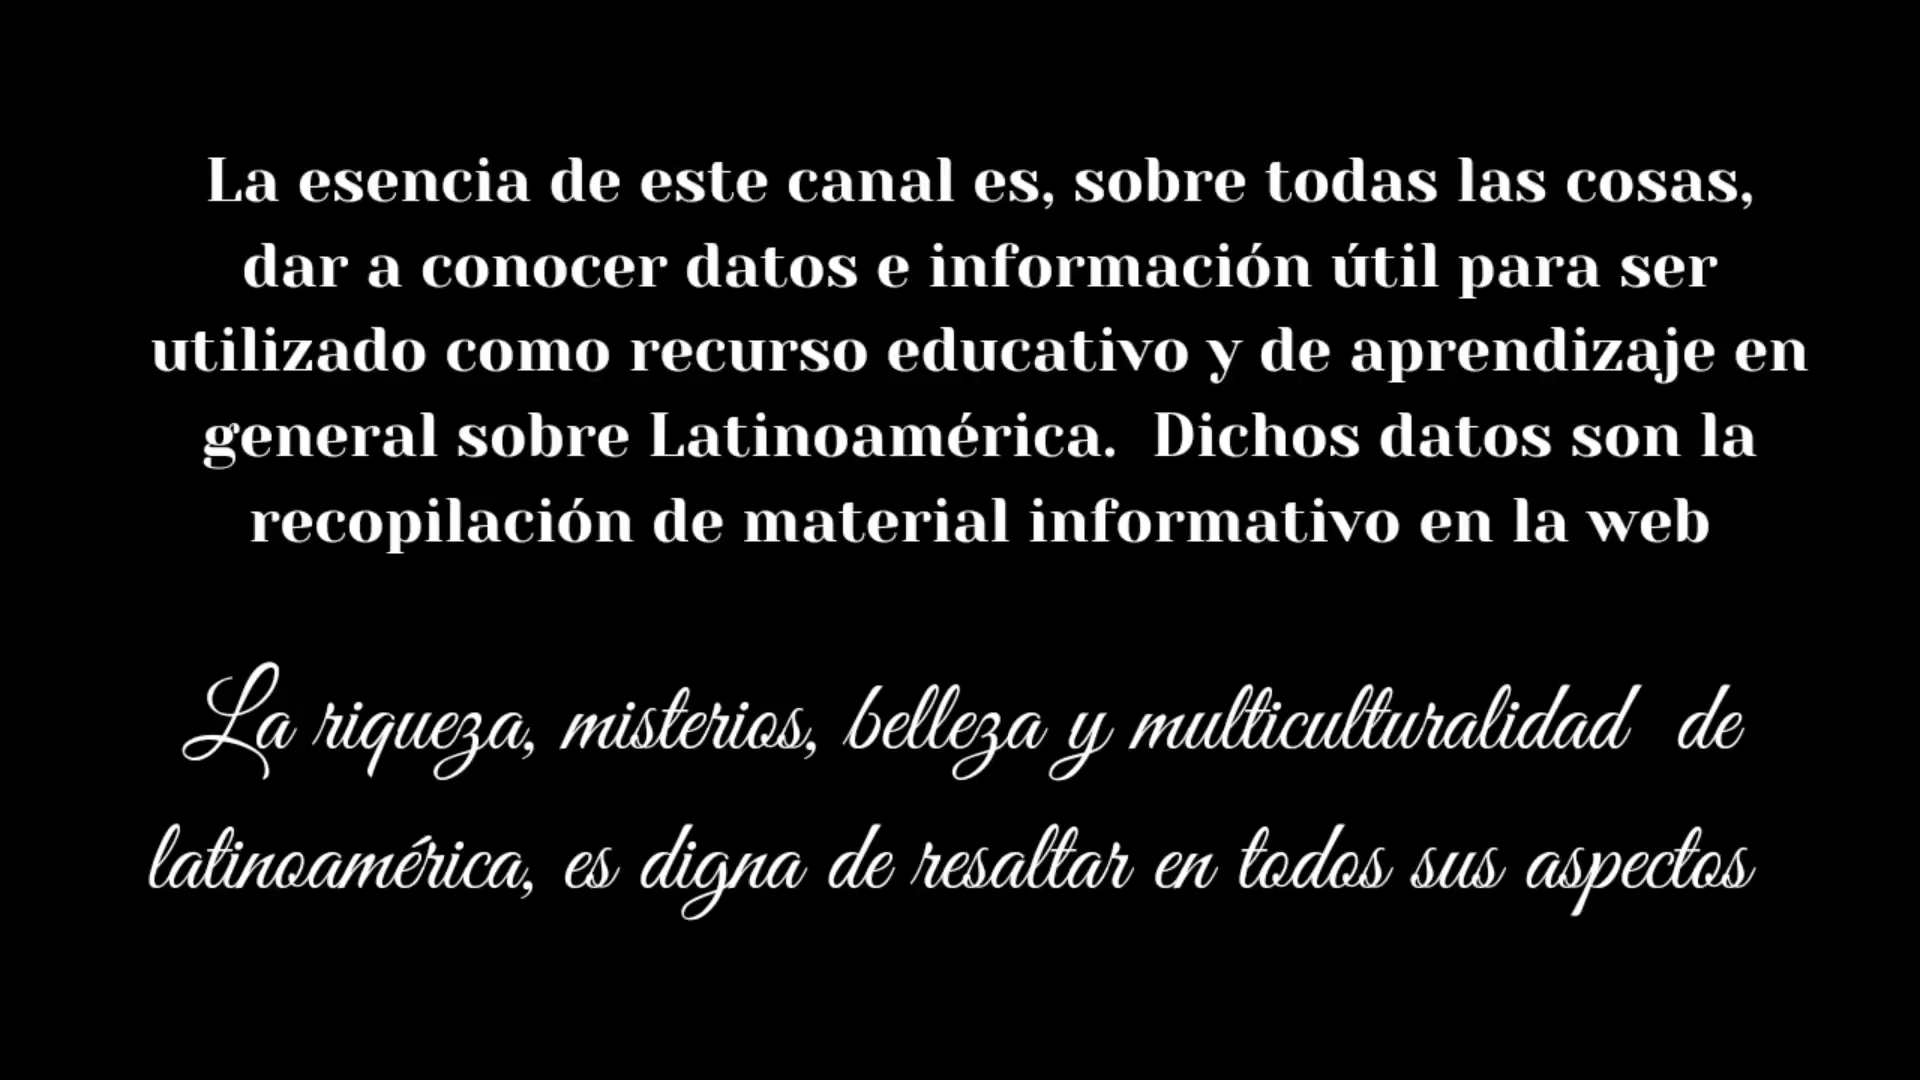 La esencia de este canal es, sobre todas las cosas,
dar a conocer datos e información útil para ser
utilizado como recurso educativo y de aprendizaje en
general sobre Latinoamérica.  Dichos datos son la
recopilación de material informativo en la web
La riqueza, misterios, belleza y multiculturalidad  de
latinoamérica, es digna de resaltar en todos sus aspectos